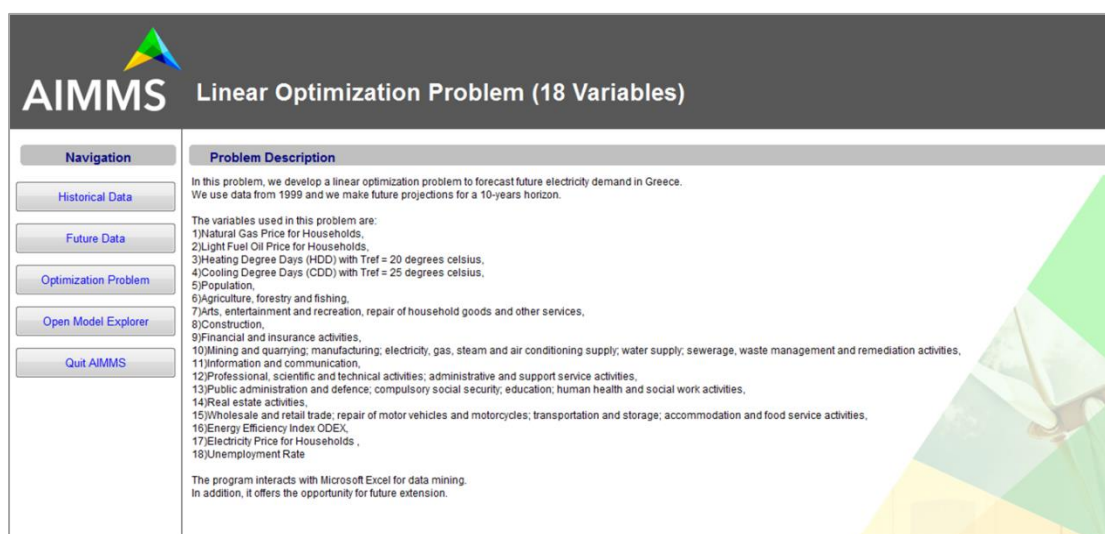 AIMMS
Linear Optimization Problem (18 Variables)
Navigation
Historical Data
Future Data
Optimization Problem
Open Model Explorer
Quit AIMMS
Problem Description
In this problem, we develop a linear optimization problem to forecast future electricity demand in Greece.
We use data from 1999 and we make future projections for a 10-years horizon.
The variables used in this problem are:
1)Natural Gas Price for Households,
2)Light Fuel Oil Price for Households,
3)Heating Degree Days (HDD) with Tref = 20 degrees celsius,
4)Cooling Degree Days (CDD) with Tref = 25 degrees celsius,
5)Population,
6)Agriculture, forestry and fishing,
7)Arts, entertainment and recreation, repair of household goods and other services,
8)Construction,
9)Financial and insurance activities,
10)Mining and quarrying; manufacturing; electricity, gas, steam and air conditioning supply; water supply; sewerage, waste management and remediation activities,
11)Information and communication,
12)Professional, scientific and technical activities; administrative and support service activities,
13)Public administration and defence; compulsory social security; education; human health and social work activities,
14)Real estate activities,
15)Wholesale and retail trade; repair of motor vehicles and motorcycles; transportation and storage; accommodation and food service activities,
16)Energy Efficiency Index ODEX,
17)Electricity Price for Households ,
18)Unemployment Rate
The program interacts with Microsoft Excel for data mining.
In addition, it offers the opportunity for future extension.